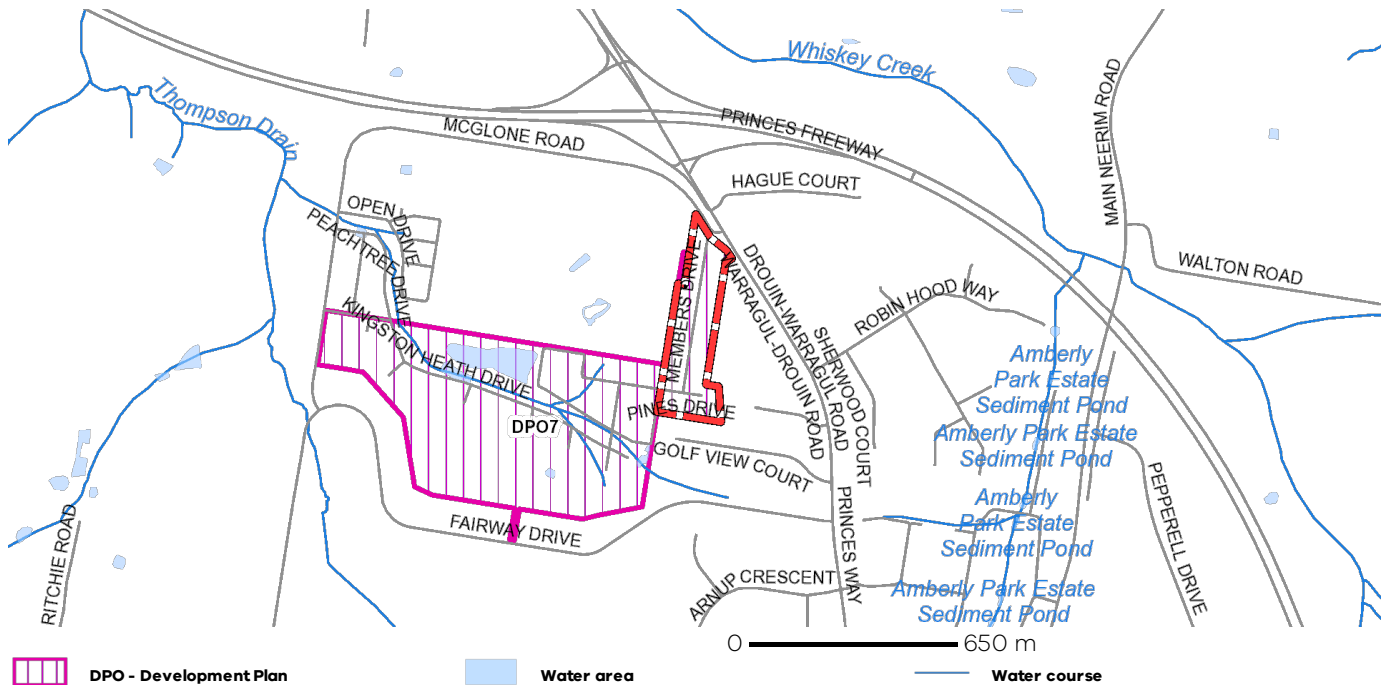 Whiskey Creek
Thompson Drain
PRINCES FREEWAY
MCGLONE ROAD
MAIN NEERIM ROAD
HAGUE COURT
OPEN DRIVE
PEACHTREE DRIVE
WALTON ROAD
MEMBERS DRIVE
DROUIN-WARRAGUL ROAD
WARRAGUL-DROUIN ROAD
ROBIN HOOD WAY
KINGSTON HEATH DRIVE
SHERWOOD COURT
Amberly
Park Estate
Sediment Pond
PINES DRIVE
DPO7
Amberly Park Estate
Sediment Pond
GOLF VIEW COURT
PEPPERELL DRIVE
PRINCES WAY
Amberly
Park Estate
Sediment Pond
FAIRWAY DRIVE
RITCHIE ROAD
ARNUP CRESCENT
Amberly Park Estate
Sediment Pond
0 650 m
DPO - Development Plan
Water area
Water course